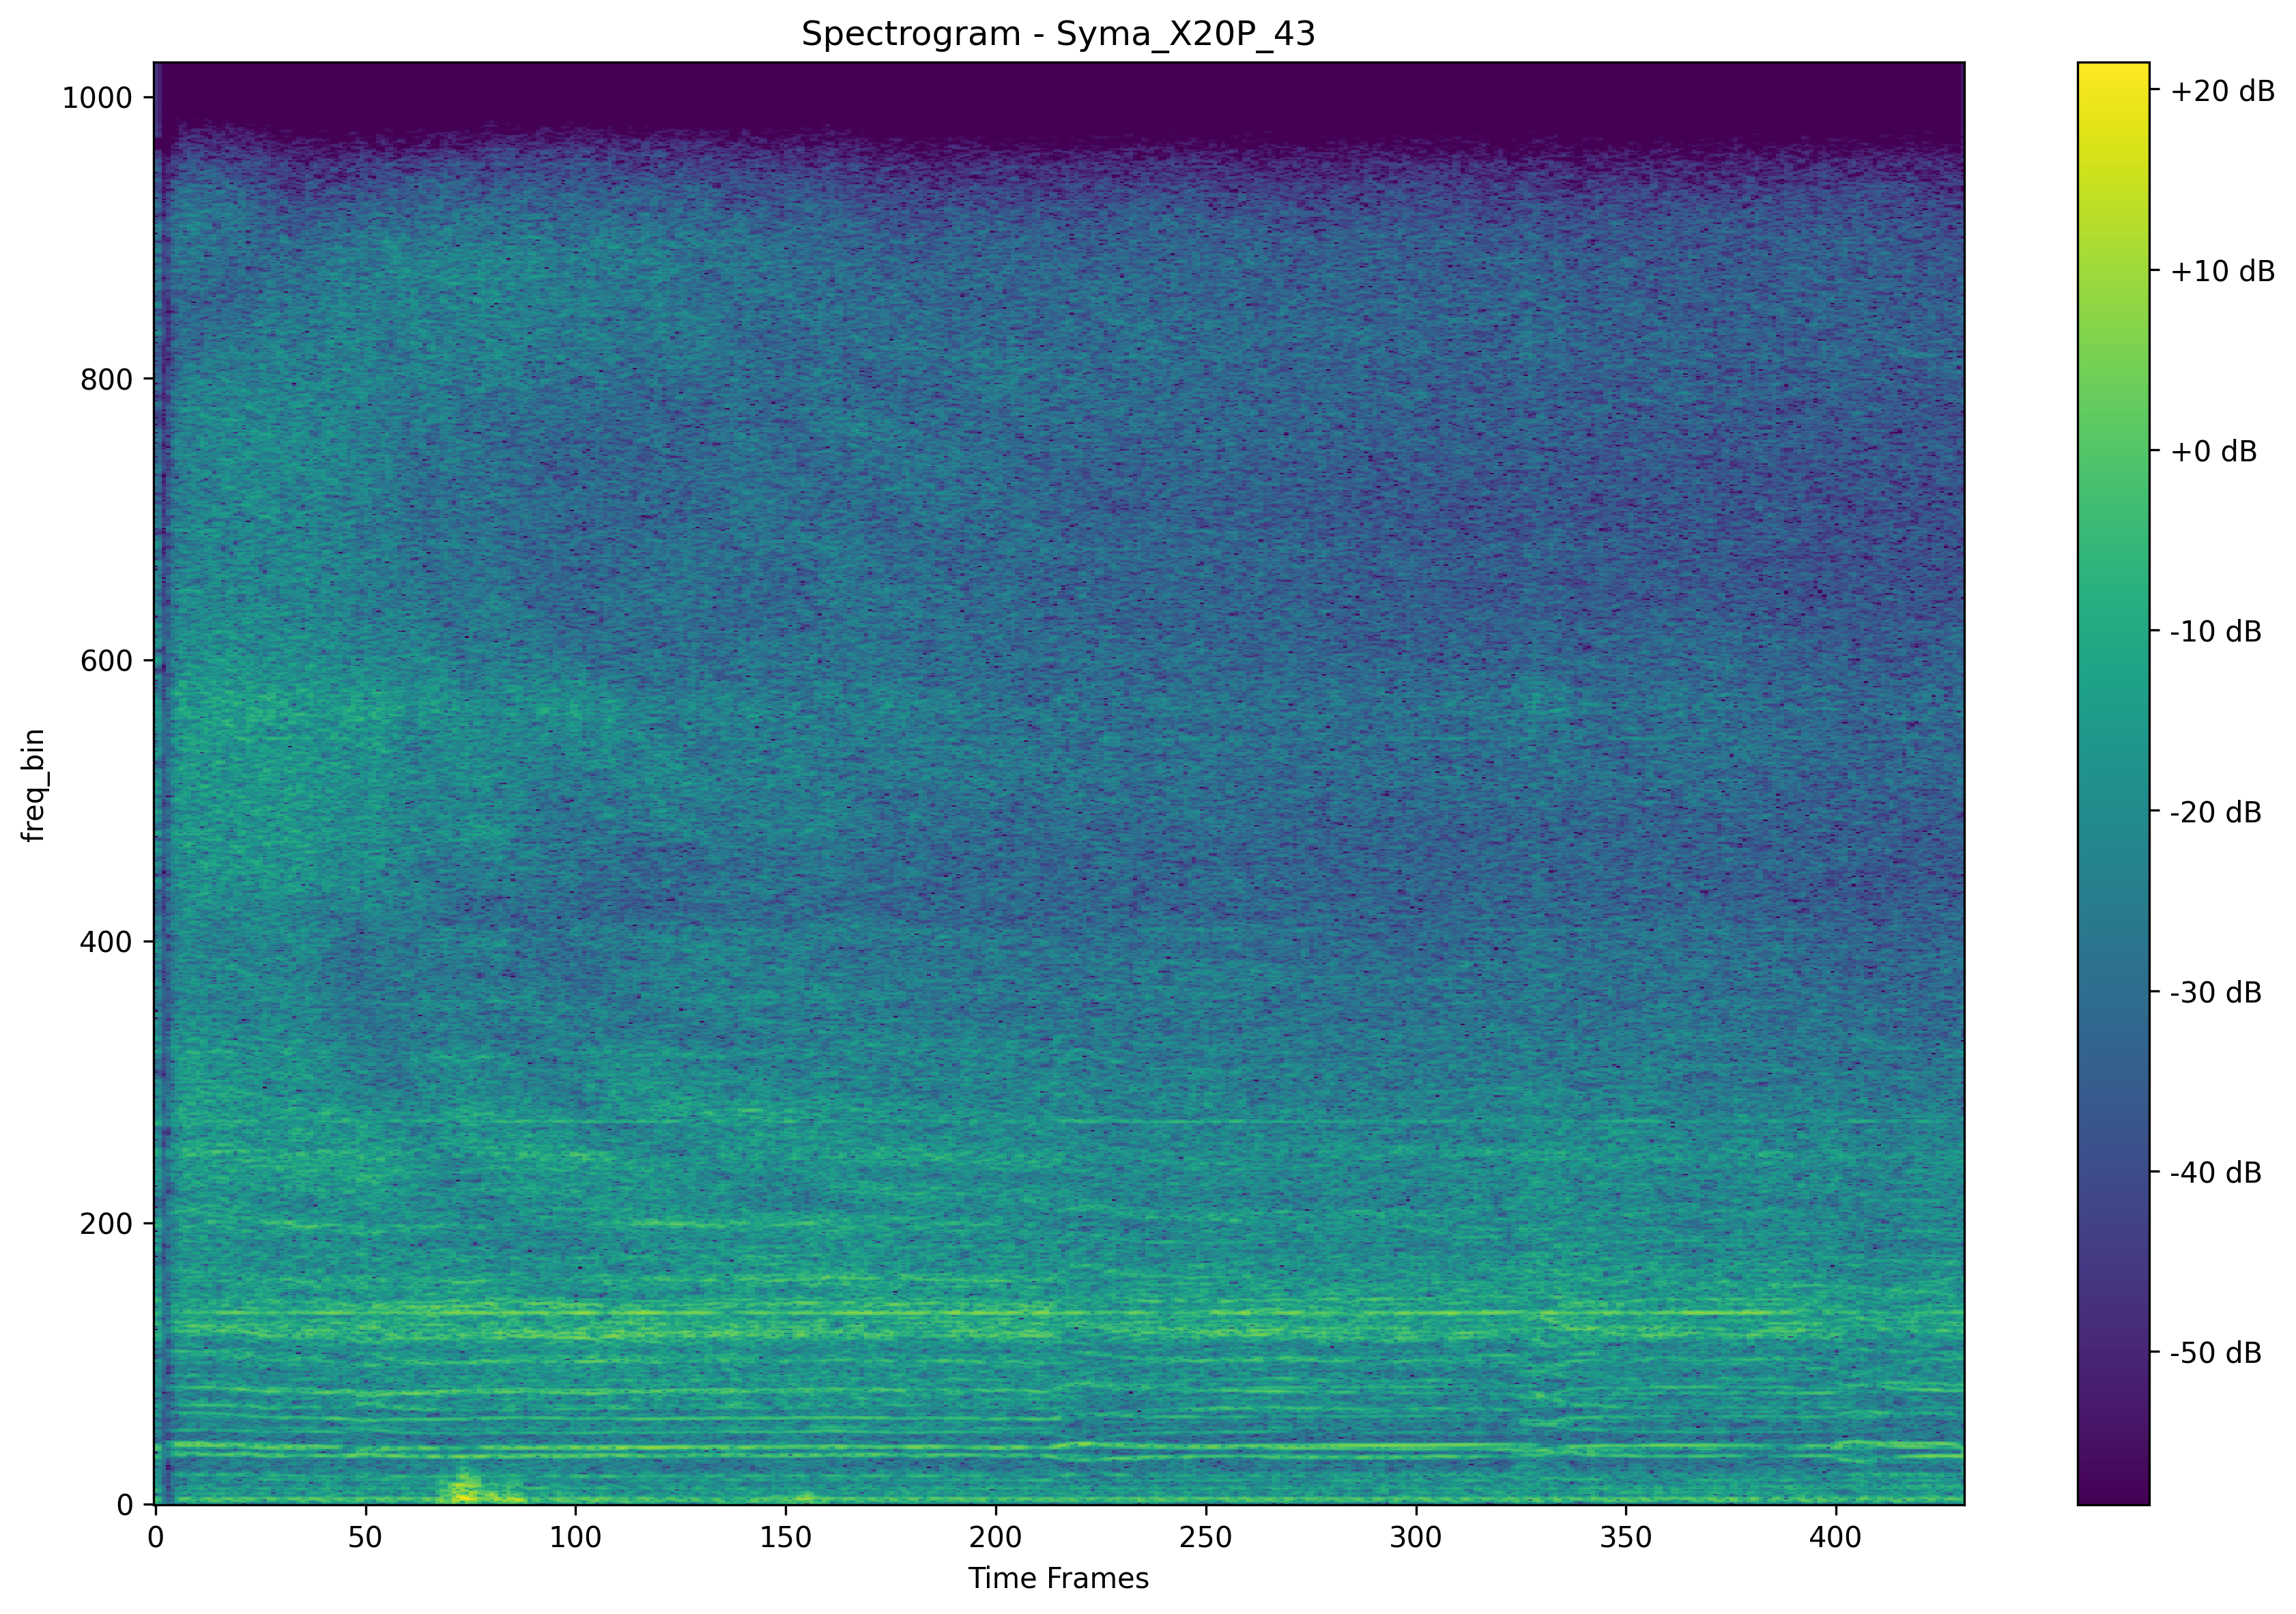 Spectrogram - Syma_X20P_43
1000
800
600
400
200
0
freq_bin
0 50 100 150 200 250 300 350 400
Time Frames
+20 dB
+10 dB
+0 dB
-10 dB
-20 dB
-30 dB
-40 dB
-50 dB